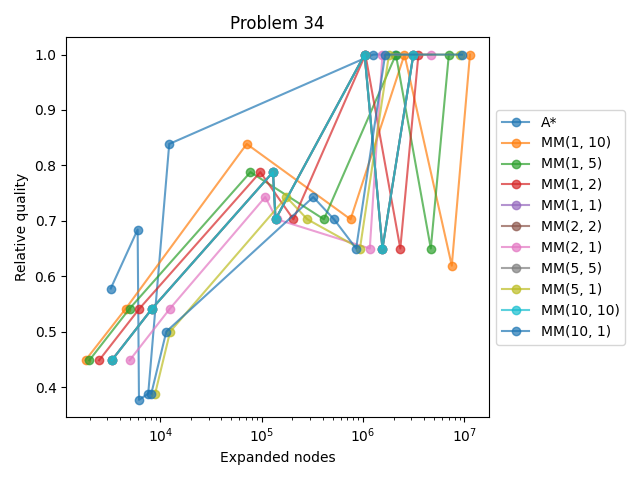 Problem 34
1.0
0.9
0.8
0.7
0.6
0.5
0.4
Relative quality
10^4
10^5
10^6
10^7
Expanded nodes
A*
MM(1, 10)
MM(1, 5)
MM(1, 2)
MM(1, 1)
MM(2, 2)
MM(2, 1)
MM(5, 5)
MM(5, 1)
MM(10, 10)
MM(10, 1)